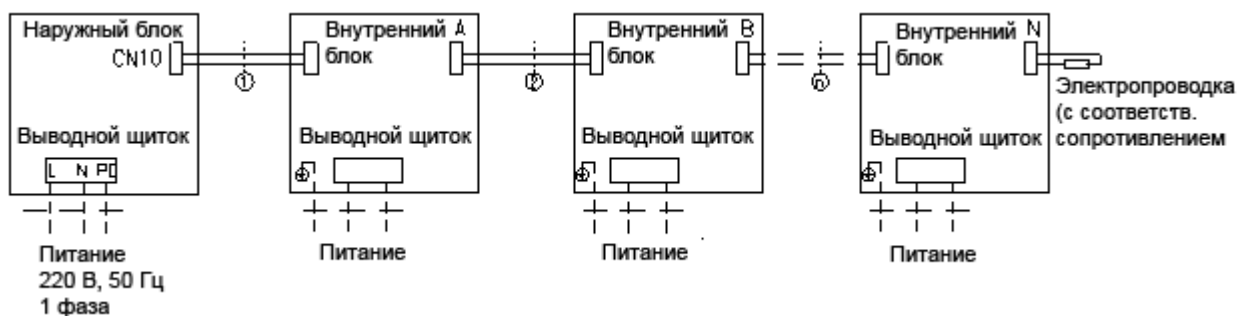 Наружный блок
CN10
Выводной щиток
L N PE
Питание
220 В, 50 Гц
1 фаза
①
Внутренний A
блок
Выводной щиток
Питание
②
Внутренний B
блок
Выводной щиток
Питание
n
Внутренний N
блок
Выводной щиток
Питание
Электропроводка
(с соответств.
сопротивлением